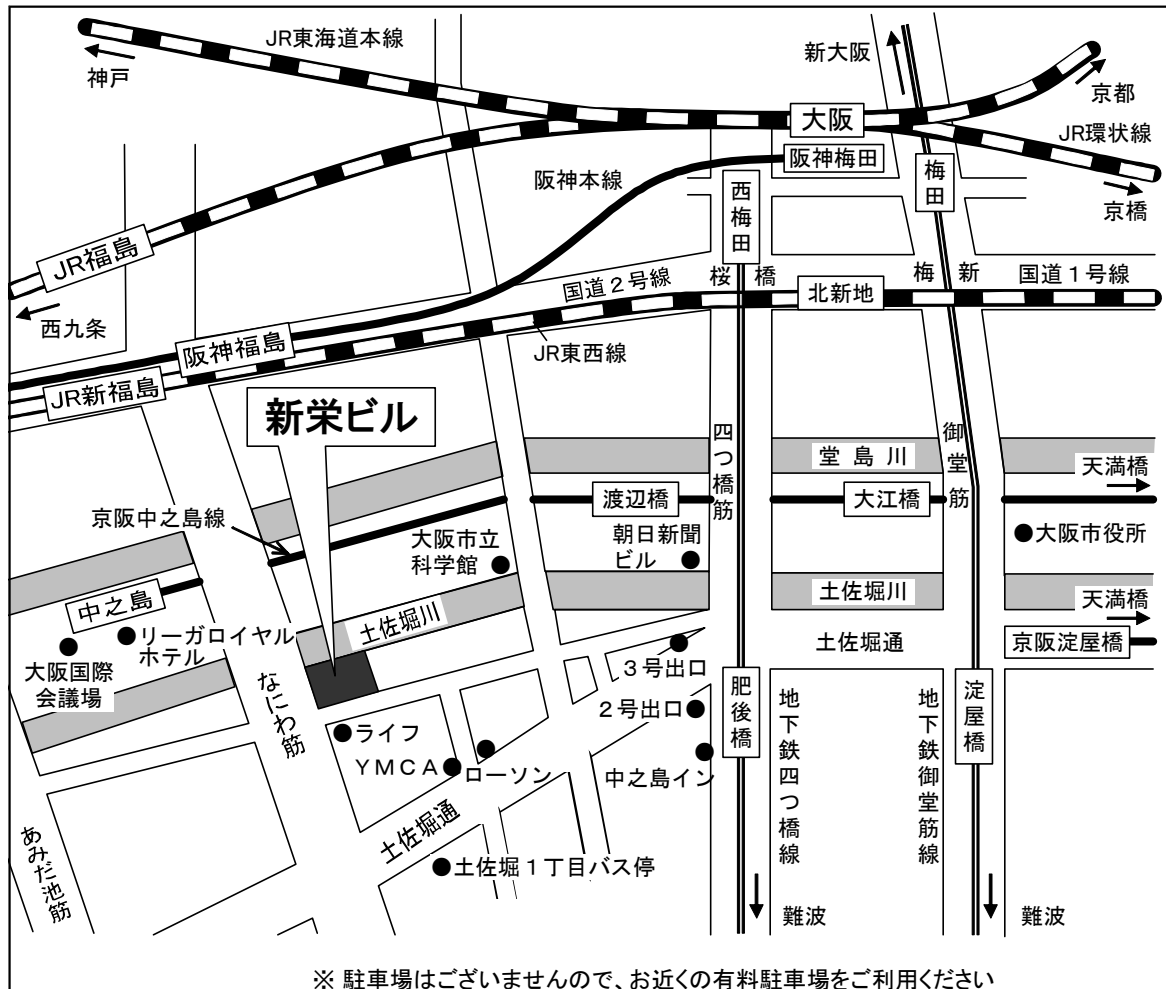 JR東海道本線
神戸
新大阪
京都
大阪
JR環状線
阪神梅田
京橋
阪神本線
梅田
西梅田
JR福島
西九条
国道２号線
桜橋
梅新
国道１号線
北新地
阪神福島
JR東西線
JR新福島
新栄ビル
四つ橋筋
御堂筋
堂島川
天満橋
渡辺橋
大江橋
京阪中之島線
大阪市立
科学館
朝日新聞
ビル
大阪市役所
中之島
土佐堀川
土佐堀川
天満橋
リーガロイヤル
ホテル
大阪国際
会議場
土佐堀通
京阪淀屋橋
３号出口
２号出口
肥後橋
淀屋橋
なにわ筋
ライフ
ＹＭＣＡ
ローソン
中之島イン
地下鉄四つ橋線
地下鉄御堂筋線
土佐堀通
あみだ池筋
土佐堀１丁目バス停
難波
難波
※ 駐車場はございませんので、お近くの有料駐車場をご利用ください